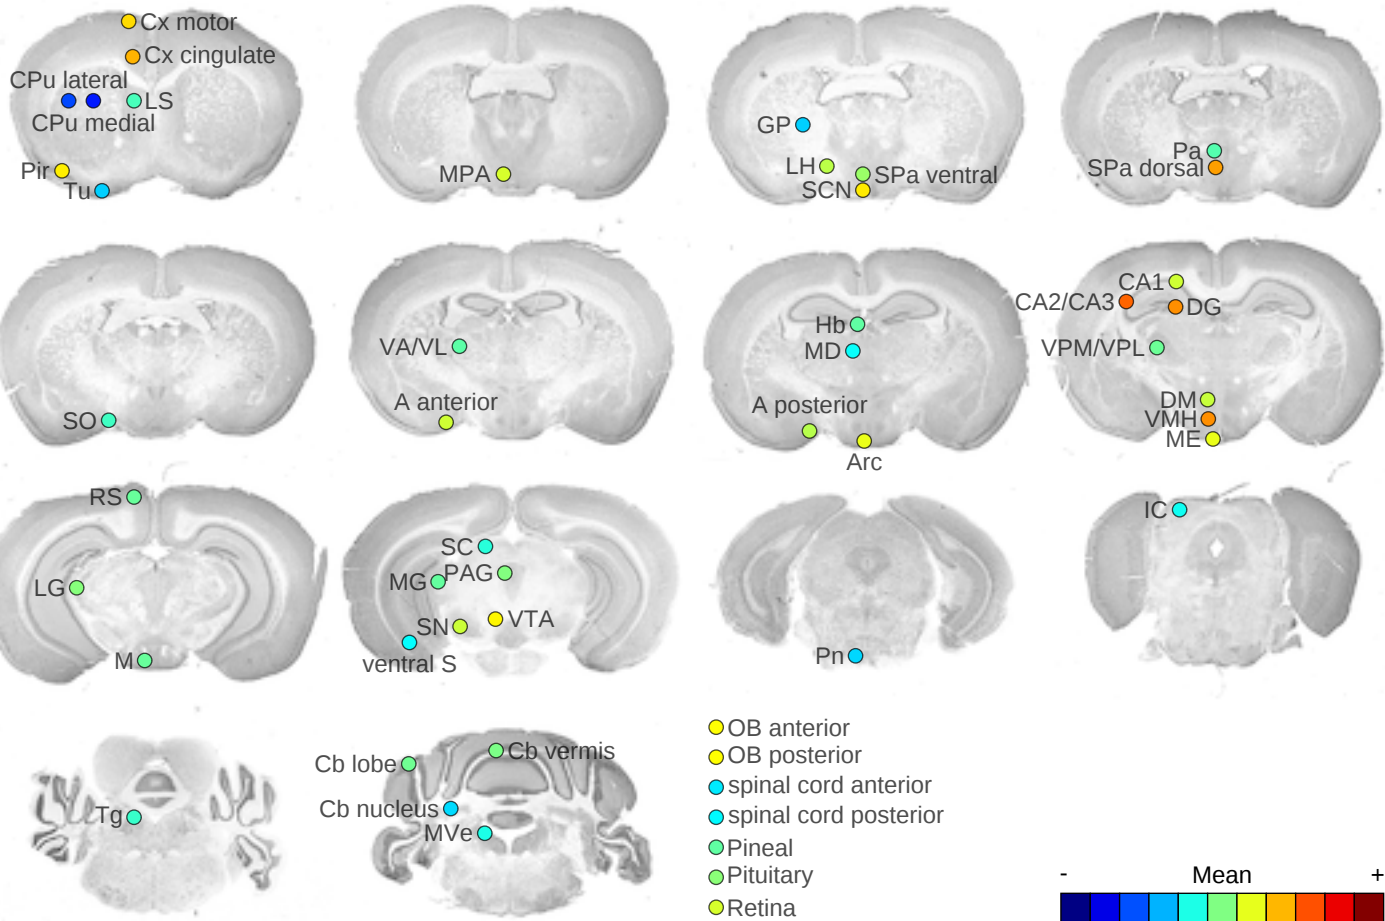 Cx motor
Cx cingulate
CPu lateral
LS
CPu medial
Pir
Tu
MPA
GP
LH
SPa ventral
SCN
Pa
SPa dorsal
SO
VA/VL
A anterior
Hb
MD
A posterior
Arc
CA1
CA2/CA3
DG
VPM/VPL
DM
VMH
ME
RS
LG
M
SC
MG
PAG
SN
VTA
ventral S
Pn
IC
Tg
Cb lobe
Cb vermis
Cb nucleus
MVe
OB anterior
OB posterior
spinal cord anterior
spinal cord posterior
Pineal
Pituitary
Retina
- Mean +